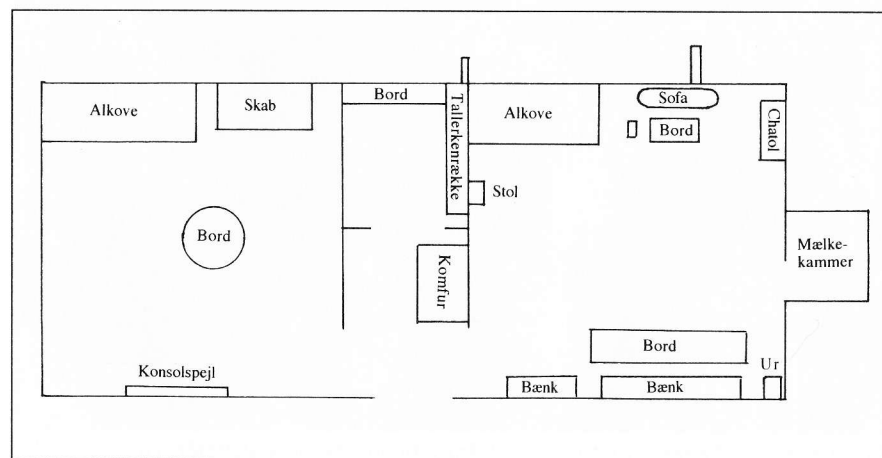 Alkove
Skab
Bord
Tallerkenrække
Alkove
Sofa
Bord
Chatol
Stol
Bord
Komfur
Mælke-
kammer
Bord
Konsolspejl
Ur
Bænk
Bænk